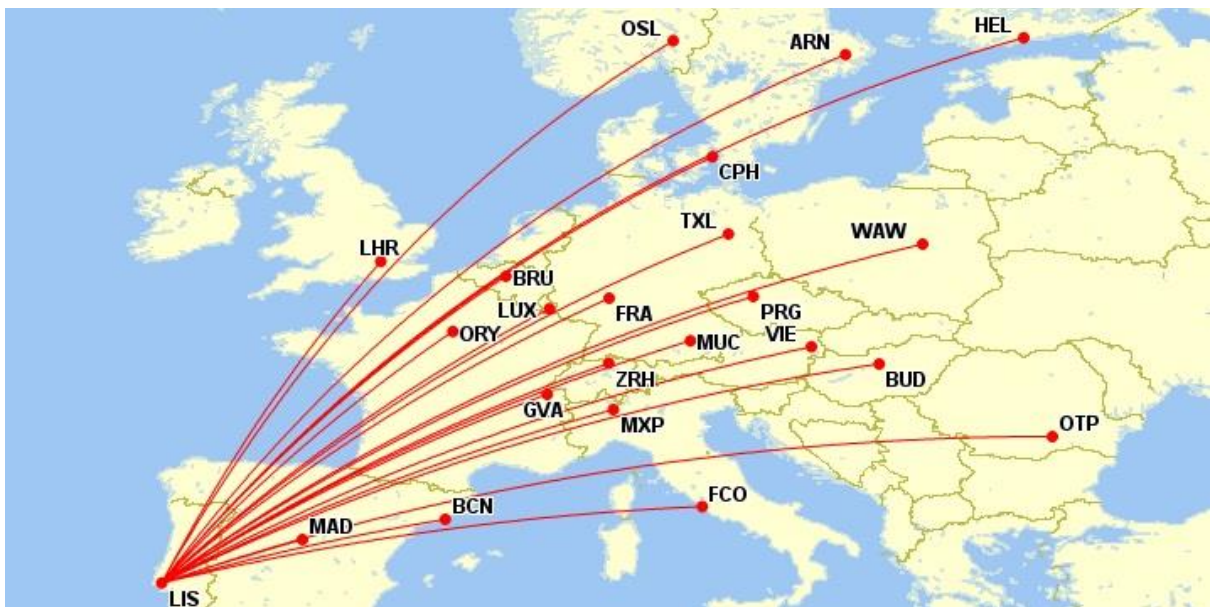 OSL
ARN
HEL
CPH
TXL
WAW
LHR
BRU
LUX
FRA
PRG
ORY
MUC
VIE
ZRH
BUD
GVA
MXP
OTP
FCO
BCN
MAD
LIS